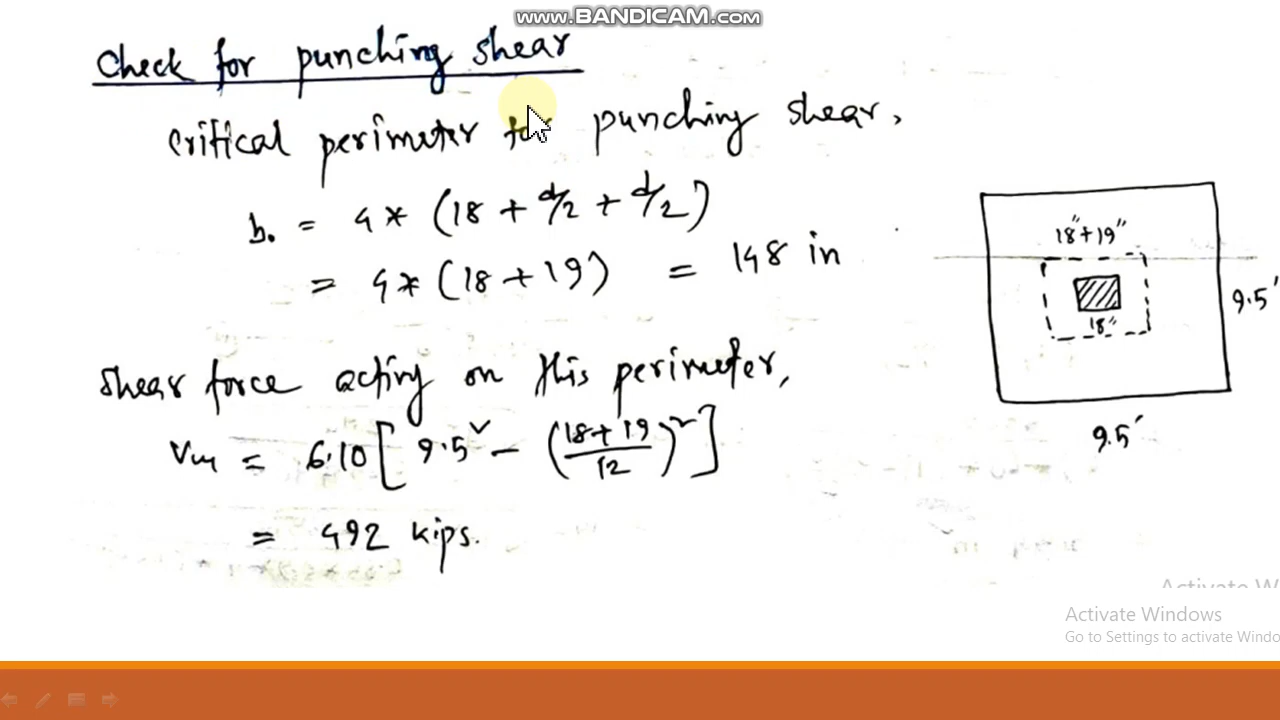 www.BANDICAM.com
Check for punching shear
Critical perimeter for punching shear,
b₀ = 4 * (18 + d/2 + d/2)
= 4 * (18 + 19) = 148 in
18" + 19"
18"
9.5'
9.5'
Shear force acting on this perimeter,
Vu = 6.10 [ 9.5² - ( (18 + 19) / 12 )² ]
= 492 kips.
Activate Windows
Go to Settings to activate Windo